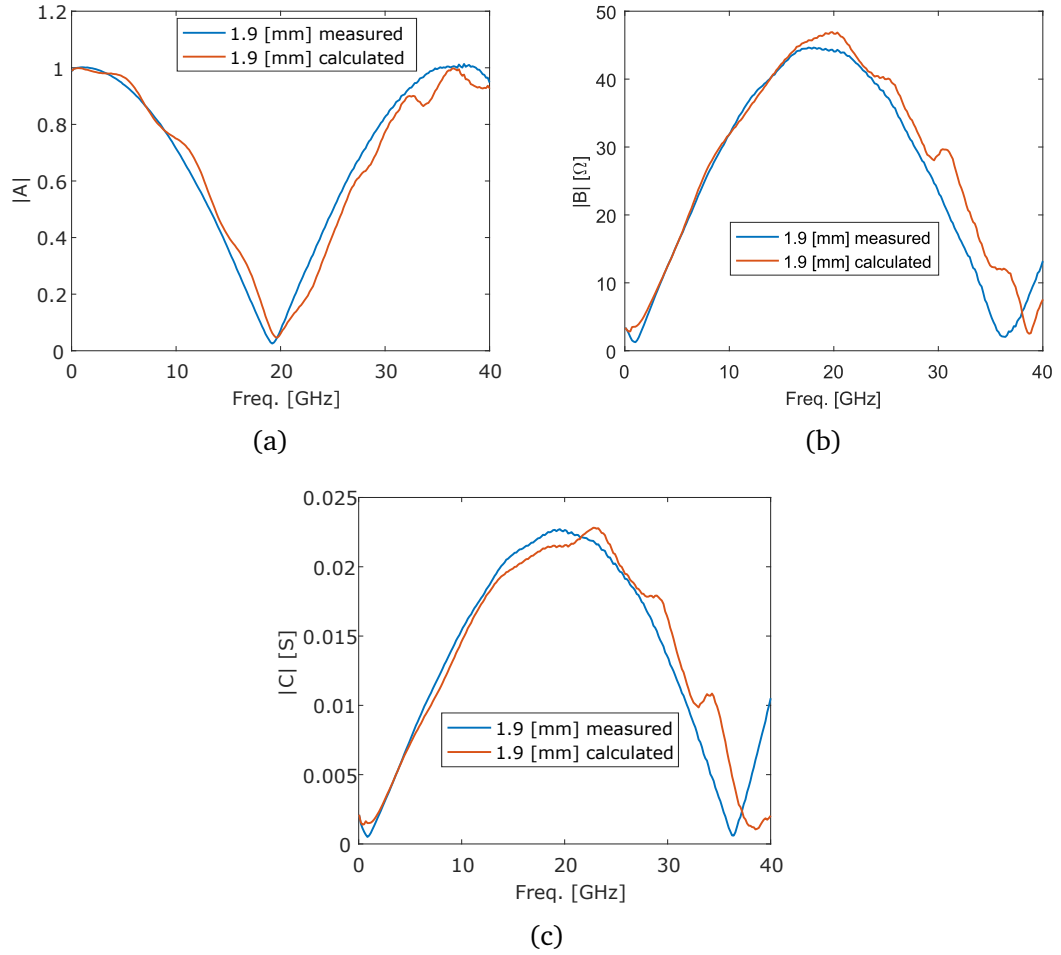 1.2
1
0.8
0.6
0.4
0.2
0
|A|
1.9 [mm] measured
1.9 [mm] calculated
0 10 20 30 40
Freq. [GHz]
(a)
50
40
30
20
10
0
|B| [Ω]
1.9 [mm] measured
1.9 [mm] calculated
0 10 20 30 40
Freq. [GHz]
(b)
0.025
0.02
0.015
0.01
0.005
0
|C| [S]
1.9 [mm] measured
1.9 [mm] calculated
0 10 20 30 40
Freq. [GHz]
(c)